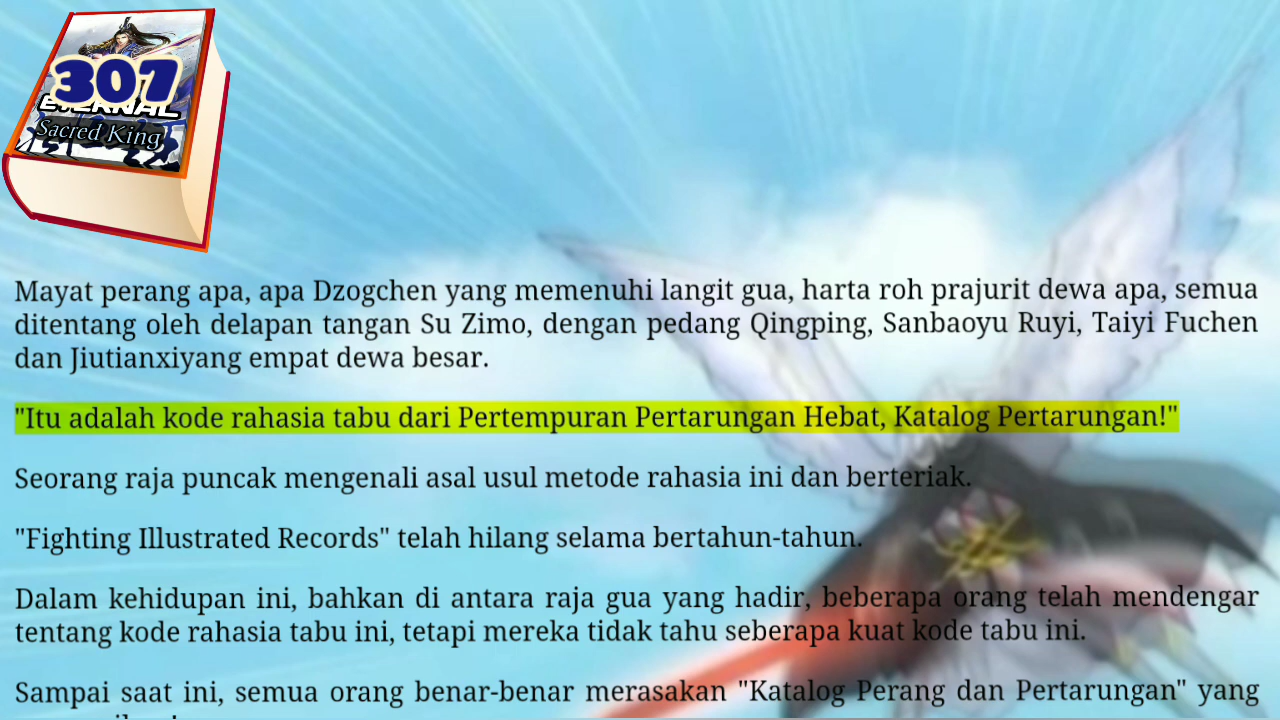 307
ETERNAL
Sacred King
Mayat perang apa, apa Dzogchen yang memenuhi langit gua, harta roh prajurit dewa apa, semua
ditentang oleh delapan tangan Su Zimo, dengan pedang Qingping, Sanbaoyu Ruyi, Taiyi Fuchen
dan Jiutianxiyang empat dewa besar.
"Itu adalah kode rahasia tabu dari Pertempuran Pertarungan Hebat, Katalog Pertarungan!"
Seorang raja puncak mengenali asal usul metode rahasia ini dan berteriak.
"Fighting Illustrated Records" telah hilang selama bertahun-tahun.
Dalam kehidupan ini, bahkan di antara raja gua yang hadir, beberapa orang telah mendengar
tentang kode rahasia tabu ini, tetapi mereka tidak tahu seberapa kuat kode tabu ini.
Sampai saat ini, semua orang benar-benar merasakan "Katalog Perang dan Pertarungan" yang